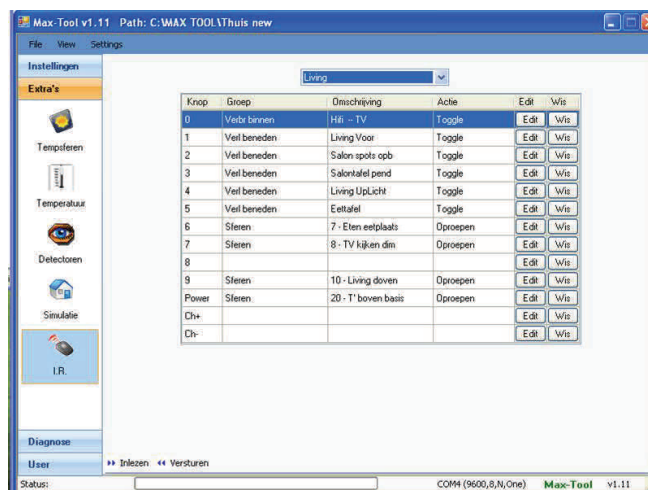 Max-Tool v1.11 Path: C:\MAX TOOL\Thuis new
File View Settings
Instellingen
Extra's
Tempsferen
Temperatuur
Detectoren
Simulatie
I.R.
Diagnose
User
Living
Knop Groep Omschrijving Actie Edit Wis
0 Verbr binnen Hifi - TV Toggle Edit Wis
1 Verl beneden Living Voor Toggle Edit Wis
2 Verl beneden Salon spots opb Toggle Edit Wis
3 Verl beneden Salontafel pend Toggle Edit Wis
4 Verl beneden Living UpLicht Toggle Edit Wis
5 Verl beneden Eettafel Toggle Edit Wis
6 Sferen 7 - Eten eetplaats Oproepen Edit Wis
7 Sferen 8 - TV kijken dim Oproepen Edit Wis
8 Edit Wis
9 Sferen 10 - Living doven Oproepen Edit Wis
Power Sferen 20 - T' boven basis Oproepen Edit Wis
Ch+ Edit Wis
Ch- Edit Wis
Inlezen Versturen
Status: COM4 (9600,8,N,One) Max-Tool v1.11